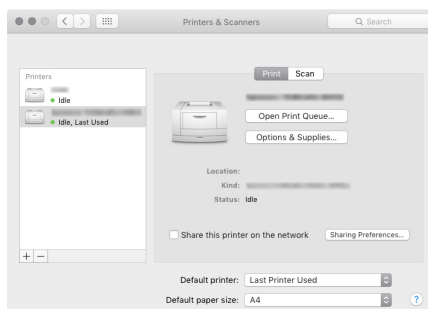 Printers & Scanners
Search
Printers
Idle
Idle, Last Used
Print Scan
Open Print Queue...
Options & Supplies...
Location:
Kind:
Status: Idle
Share this printer on the network
Sharing Preferences...
+ −
Default printer: Last Printer Used
Default paper size: A4
?